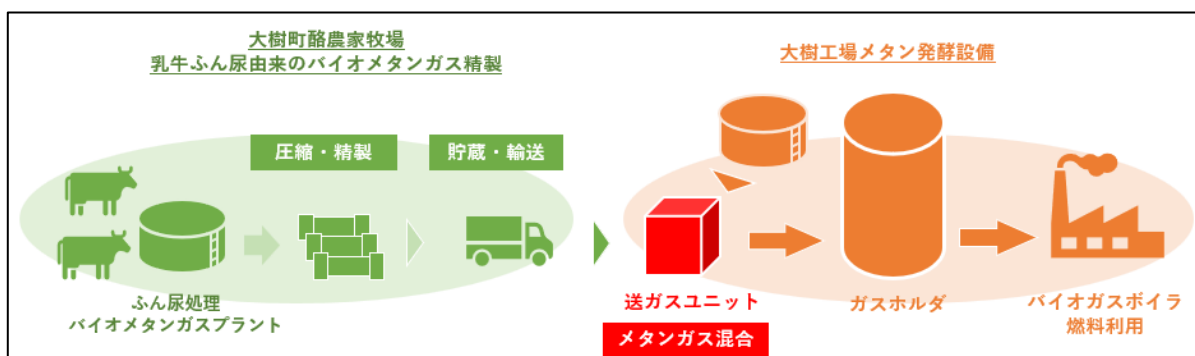 大樹町酪農家牧場
乳牛ふん尿由来のバイオメタンガス精製
圧縮・精製
貯蔵・輸送
ふん尿処理
バイオメタンガスプラント
大樹工場メタン発酵設備
送ガスユニット
メタンガス混合
ガスホルダ
バイオガスボイラ
燃料利用